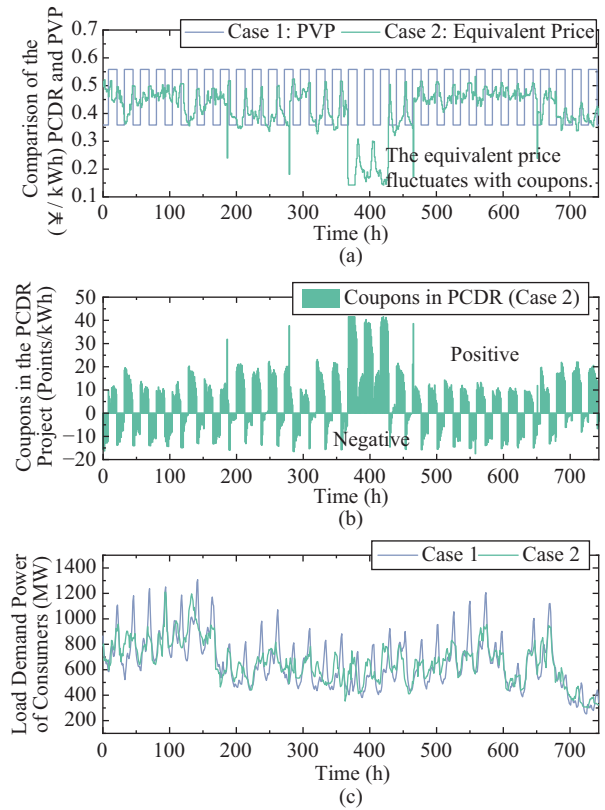 Comparison of the
(¥/ kWh) PCDR and PVP
0.7
0.6
0.5
0.4
0.3
0.2
0.1
Case 1: PVP
Case 2: Equivalent Price
The equivalent price
fluctuates with coupons.
0 100 200 300 400 500 600 700
Time (h)
(a)
Coupons in the PCDR
Project (Points/kWh)
50
40
30
20
10
0
−10
−20
Coupons in PCDR (Case 2)
Positive
Negative
0 100 200 300 400 500 600 700
Time (h)
(b)
Load Demand Power
of Consumers (MW)
1400
1200
1000
800
600
400
200
Case 1
Case 2
0 100 200 300 400 500 600 700
Time (h)
(c)